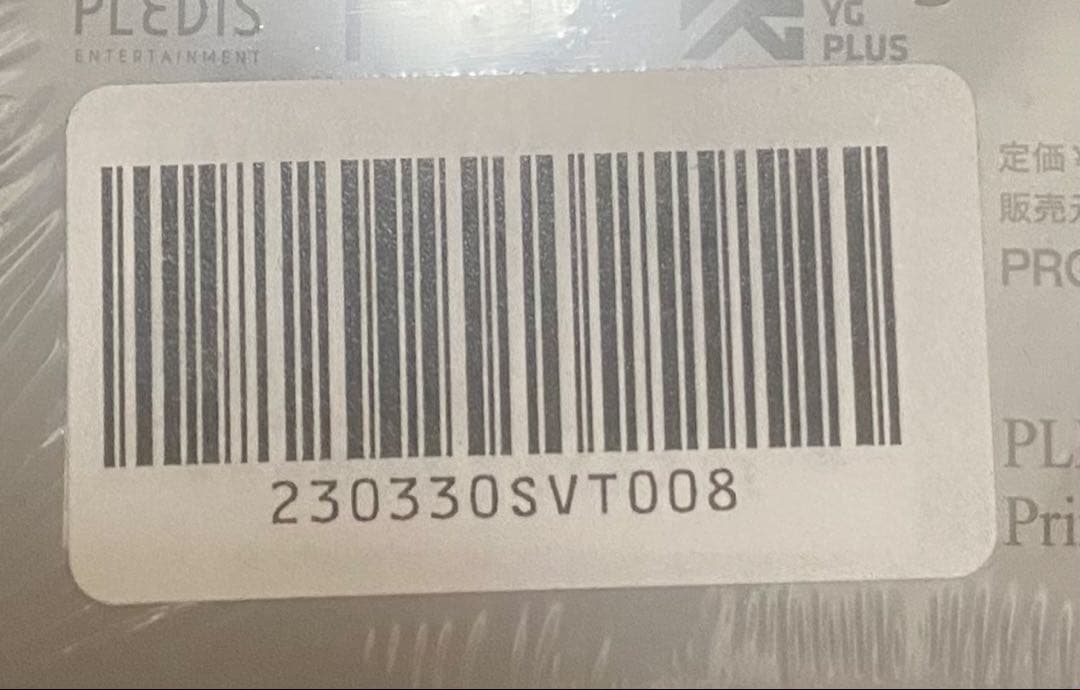 PLEDIS
ENTERTAINMENT
YG
PLUS
230330SVT008
定価
販売元
PRO
PL
Pri